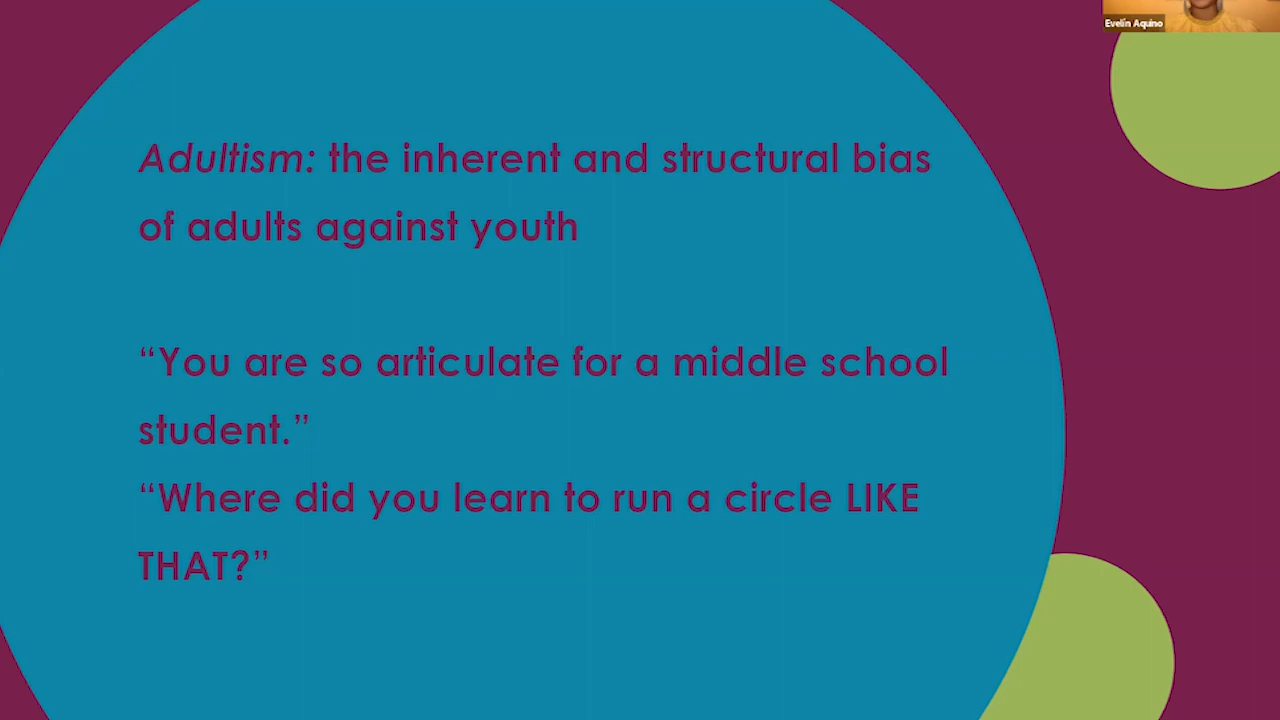 Evelin Aquino
Adultism: the inherent and structural bias
of adults against youth
“You are so articulate for a middle school
student.”
“Where did you learn to run a circle LIKE
THAT?”